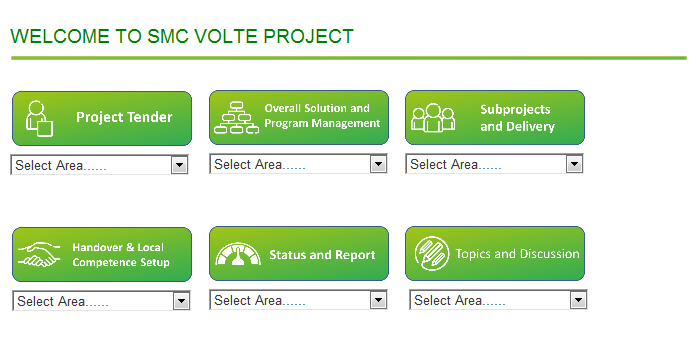 WELCOME TO SMC VOLTE PROJECT
Project Tender
Overall Solution and
Program Management
Subprojects
and Delivery
Select Area......
Select Area......
Select Area......
Handover & Local
Competence Setup
Status and Report
Topics and Discussion
Select Area......
Select Area......
Select Area......